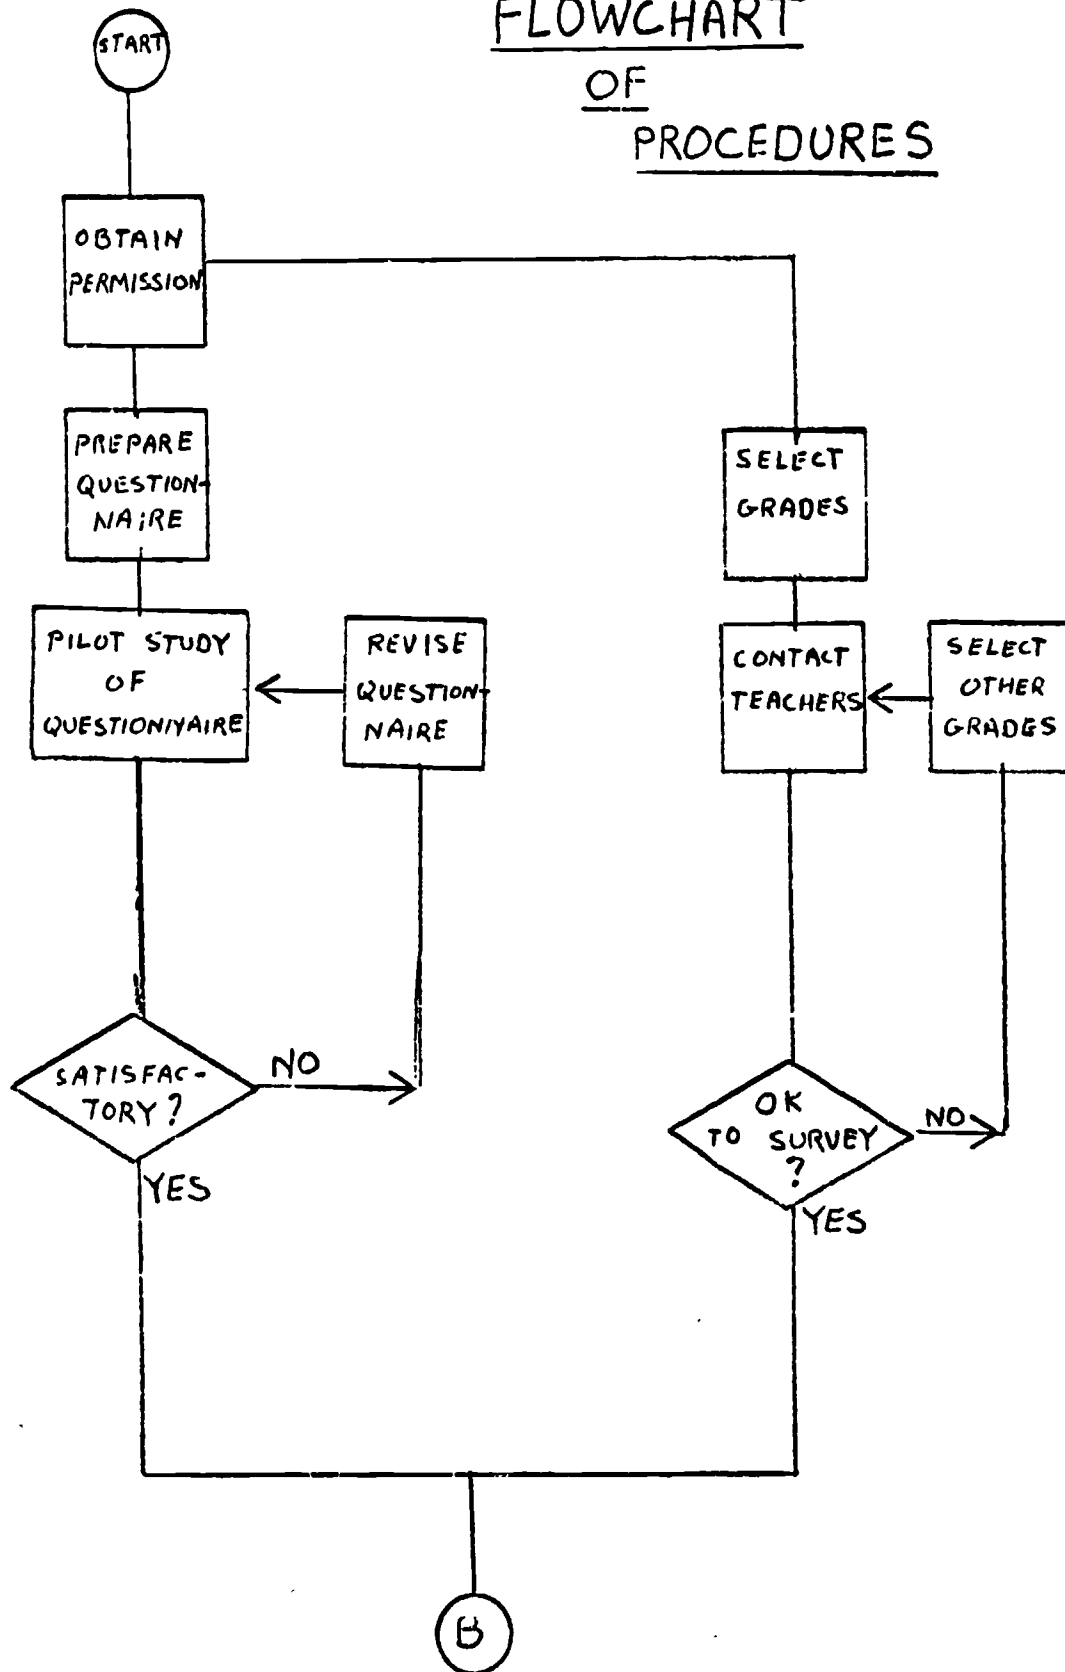 FLOWCHART
OF
PROCEDURES
START
OBTAIN
PERMISSION
PREPARE
QUESTION-
NAIRE
PILOT STUDY
OF
QUESTIONNAIRE
REVISE
QUESTION-
NAIRE
SATISFAC-
TORY?
NO
YES
SELECT
GRADES
CONTACT
TEACHERS
SELECT
OTHER
GRADES
OK
TO SURVEY
?
NO
YES
B